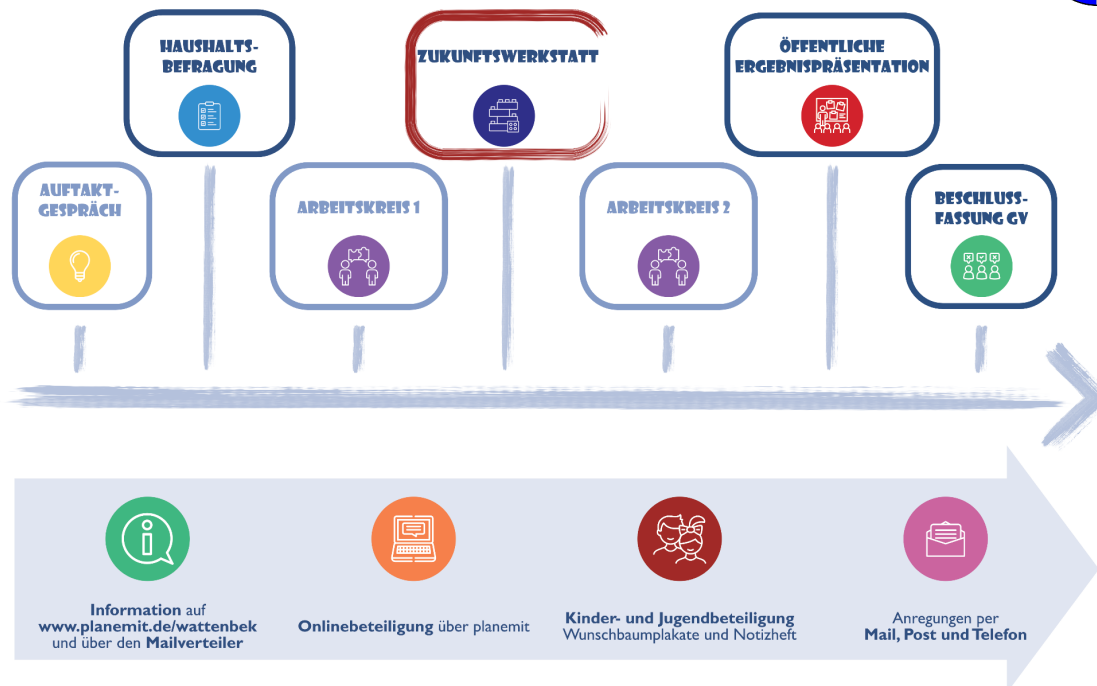 HAUSHALTS-
BEFRAGUNG
ZUKUNFTSWERKSTATT
ÖFFENTLICHE
ERGEBNISPRÄSENTATION
AUFTAKT-
GESPRÄCH
ARBEITSKREIS 1
ARBEITSKREIS 2
BESCHLUSS-
FASSUNG GV
Information auf
www.planemit.de/wattenbek
und über den Mailverteiler
Onlinebeteiligung über planemit
Kinder- und Jugendbeteiligung
Wunschbaumplakate und Notizheft
Anregungen per
Mail, Post und Telefon